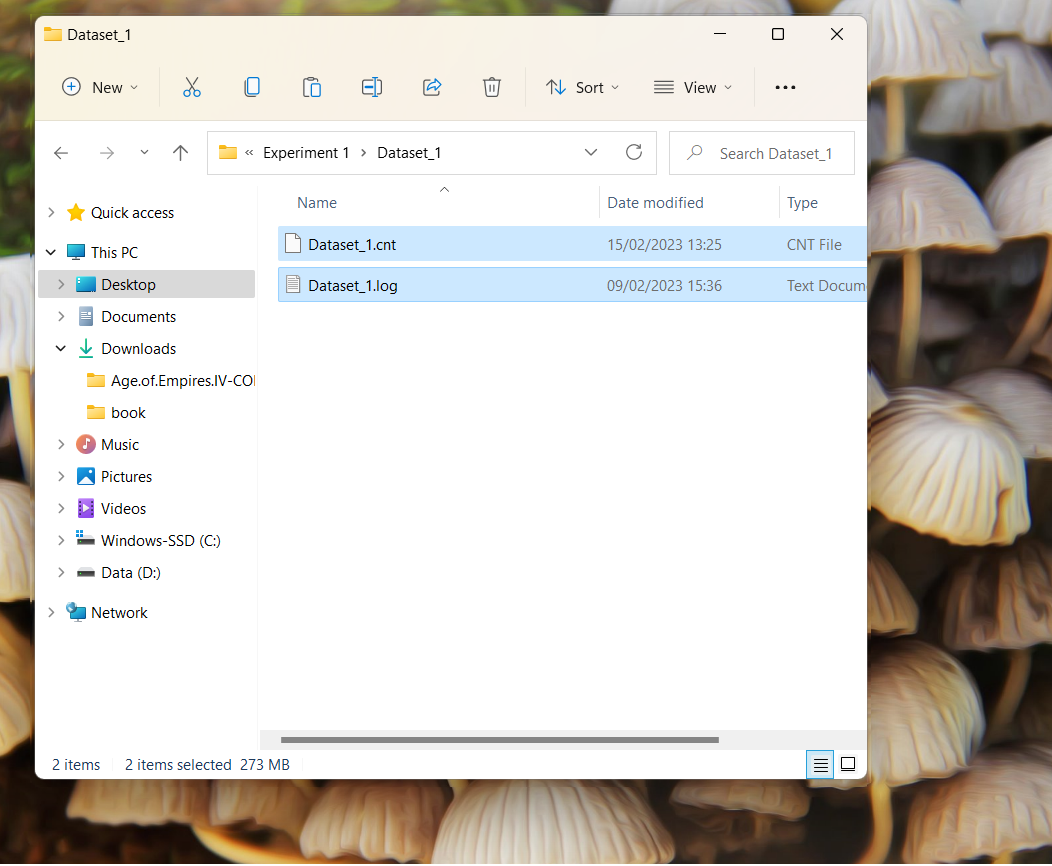 Dataset_1
New
Sort
View
« Experiment 1 > Dataset_1
Search Dataset_1
Name Date modified Type
Quick access
This PC
Desktop
Documents
Downloads
Age.of.Empires.IV-CO
book
Music
Pictures
Videos
Windows-SSD (C:)
Data (D:)
Network
Dataset_1.cnt 15/02/2023 13:25 CNT File
Dataset_1.log 09/02/2023 15:36 Text Docum
2 items 2 items selected 273 MB